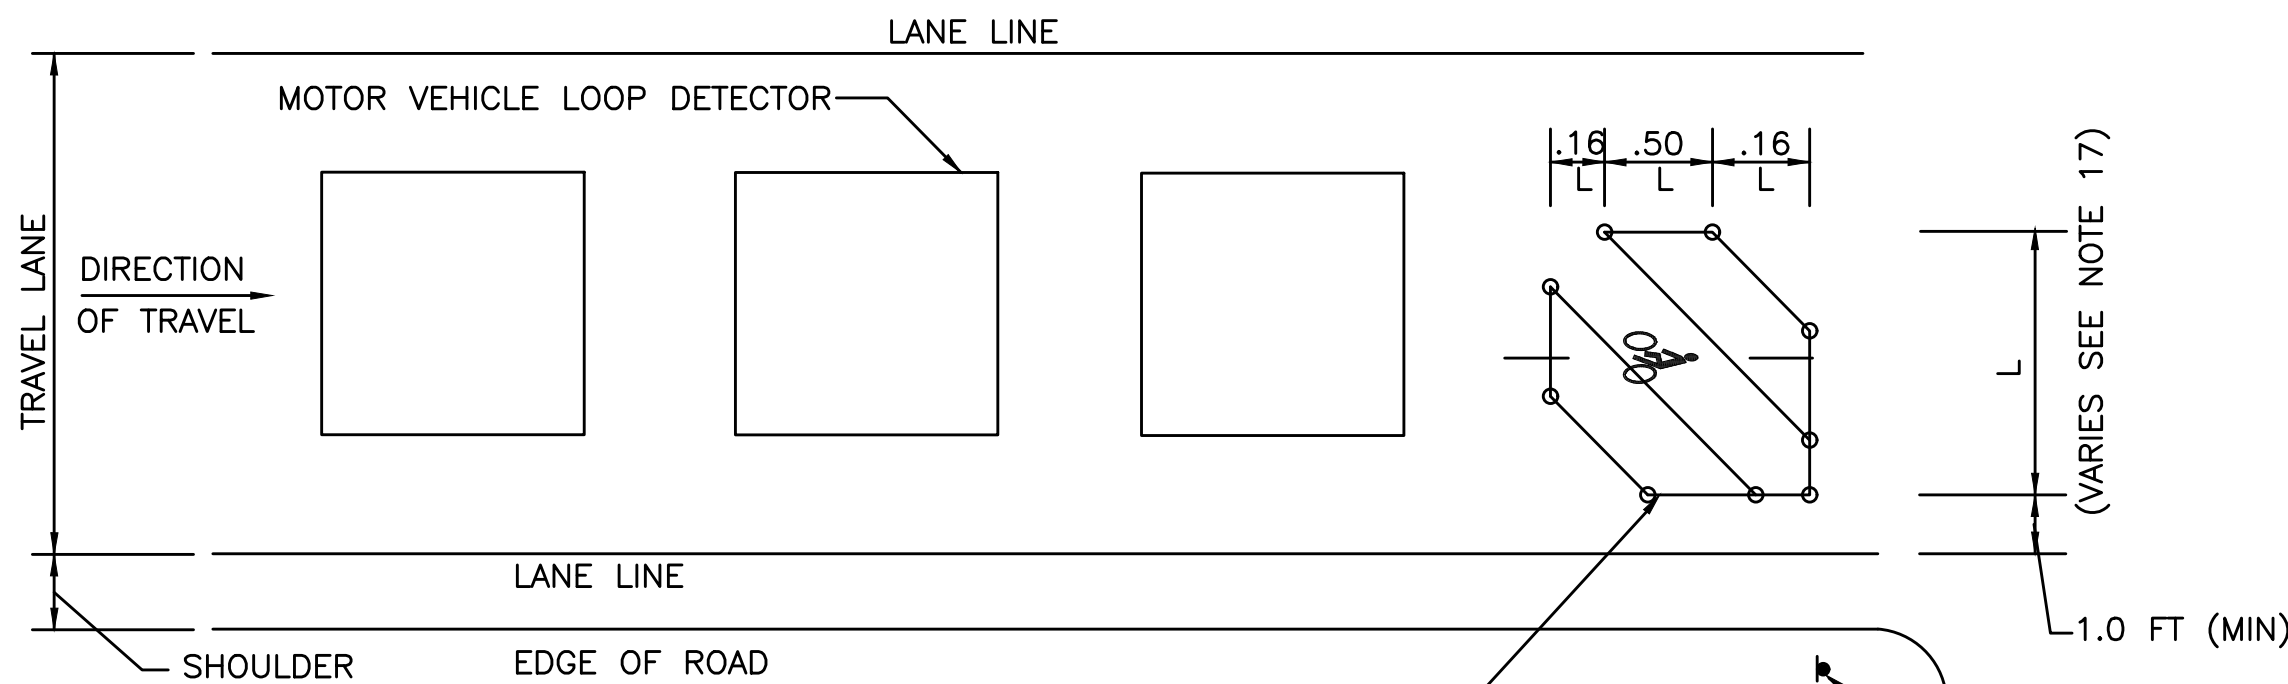 LANE LINE
MOTOR VEHICLE LOOP DETECTOR
.16 .50 .16
L L L
TRAVEL LANE
DIRECTION
OF TRAVEL
L
(VARIES SEE NOTE 17)
LANE LINE
1.0 FT (MIN)
SHOULDER
EDGE OF ROAD